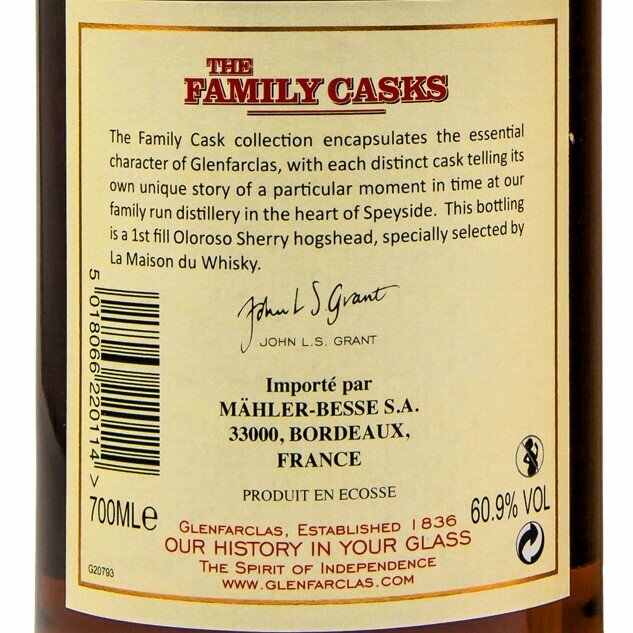 THE
FAMILY CASKS
The Family Cask collection encapsulates the essential
character of Glenfarclas, with each distinct cask telling its
own unique story of a particular moment in time at our
family run distillery in the heart of Speyside. This bottling
is a 1st fill Oloroso Sherry hogshead, specially selected by
La Maison du Whisky.
John L S. Grant
JOHN L.S. GRANT
5 018066 220114 >
Importé par
MÄHLER-BESSE S.A.
33000, BORDEAUX,
FRANCE
PRODUIT EN ECOSSE
700MLe
60.9% VOL
GLENFARCLAS, ESTABLISHED 1836
OUR HISTORY IN YOUR GLASS
THE SPIRIT OF INDEPENDENCE
WWW.GLENFARCLAS.COM
G20793